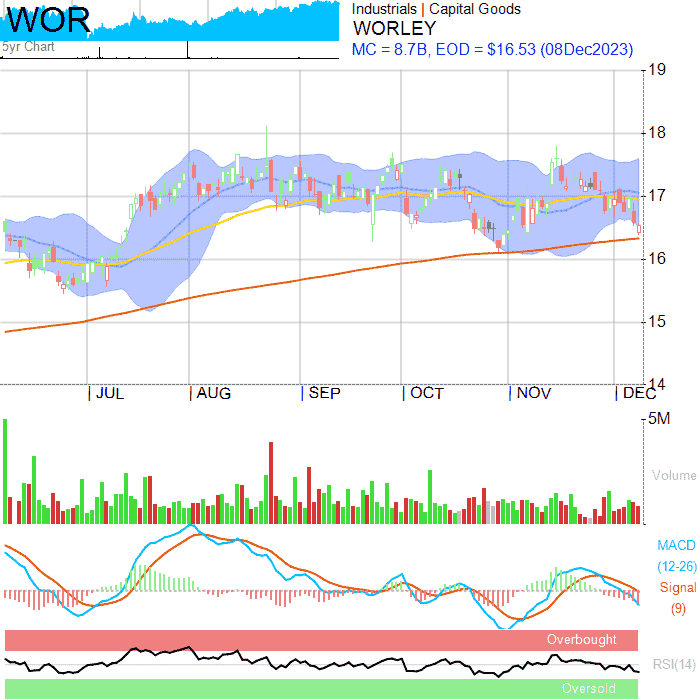 WOR
5yr Chart
Industrials | Capital Goods
WORLEY
MC = 8.7B, EOD = $16.53 (08Dec2023)
19
18
17
16
15
14
JUL AUG SEP OCT NOV DEC
5M
Volume
MACD
(12-26)
Signal
(9)
Overbought
RSI(14)
Oversold